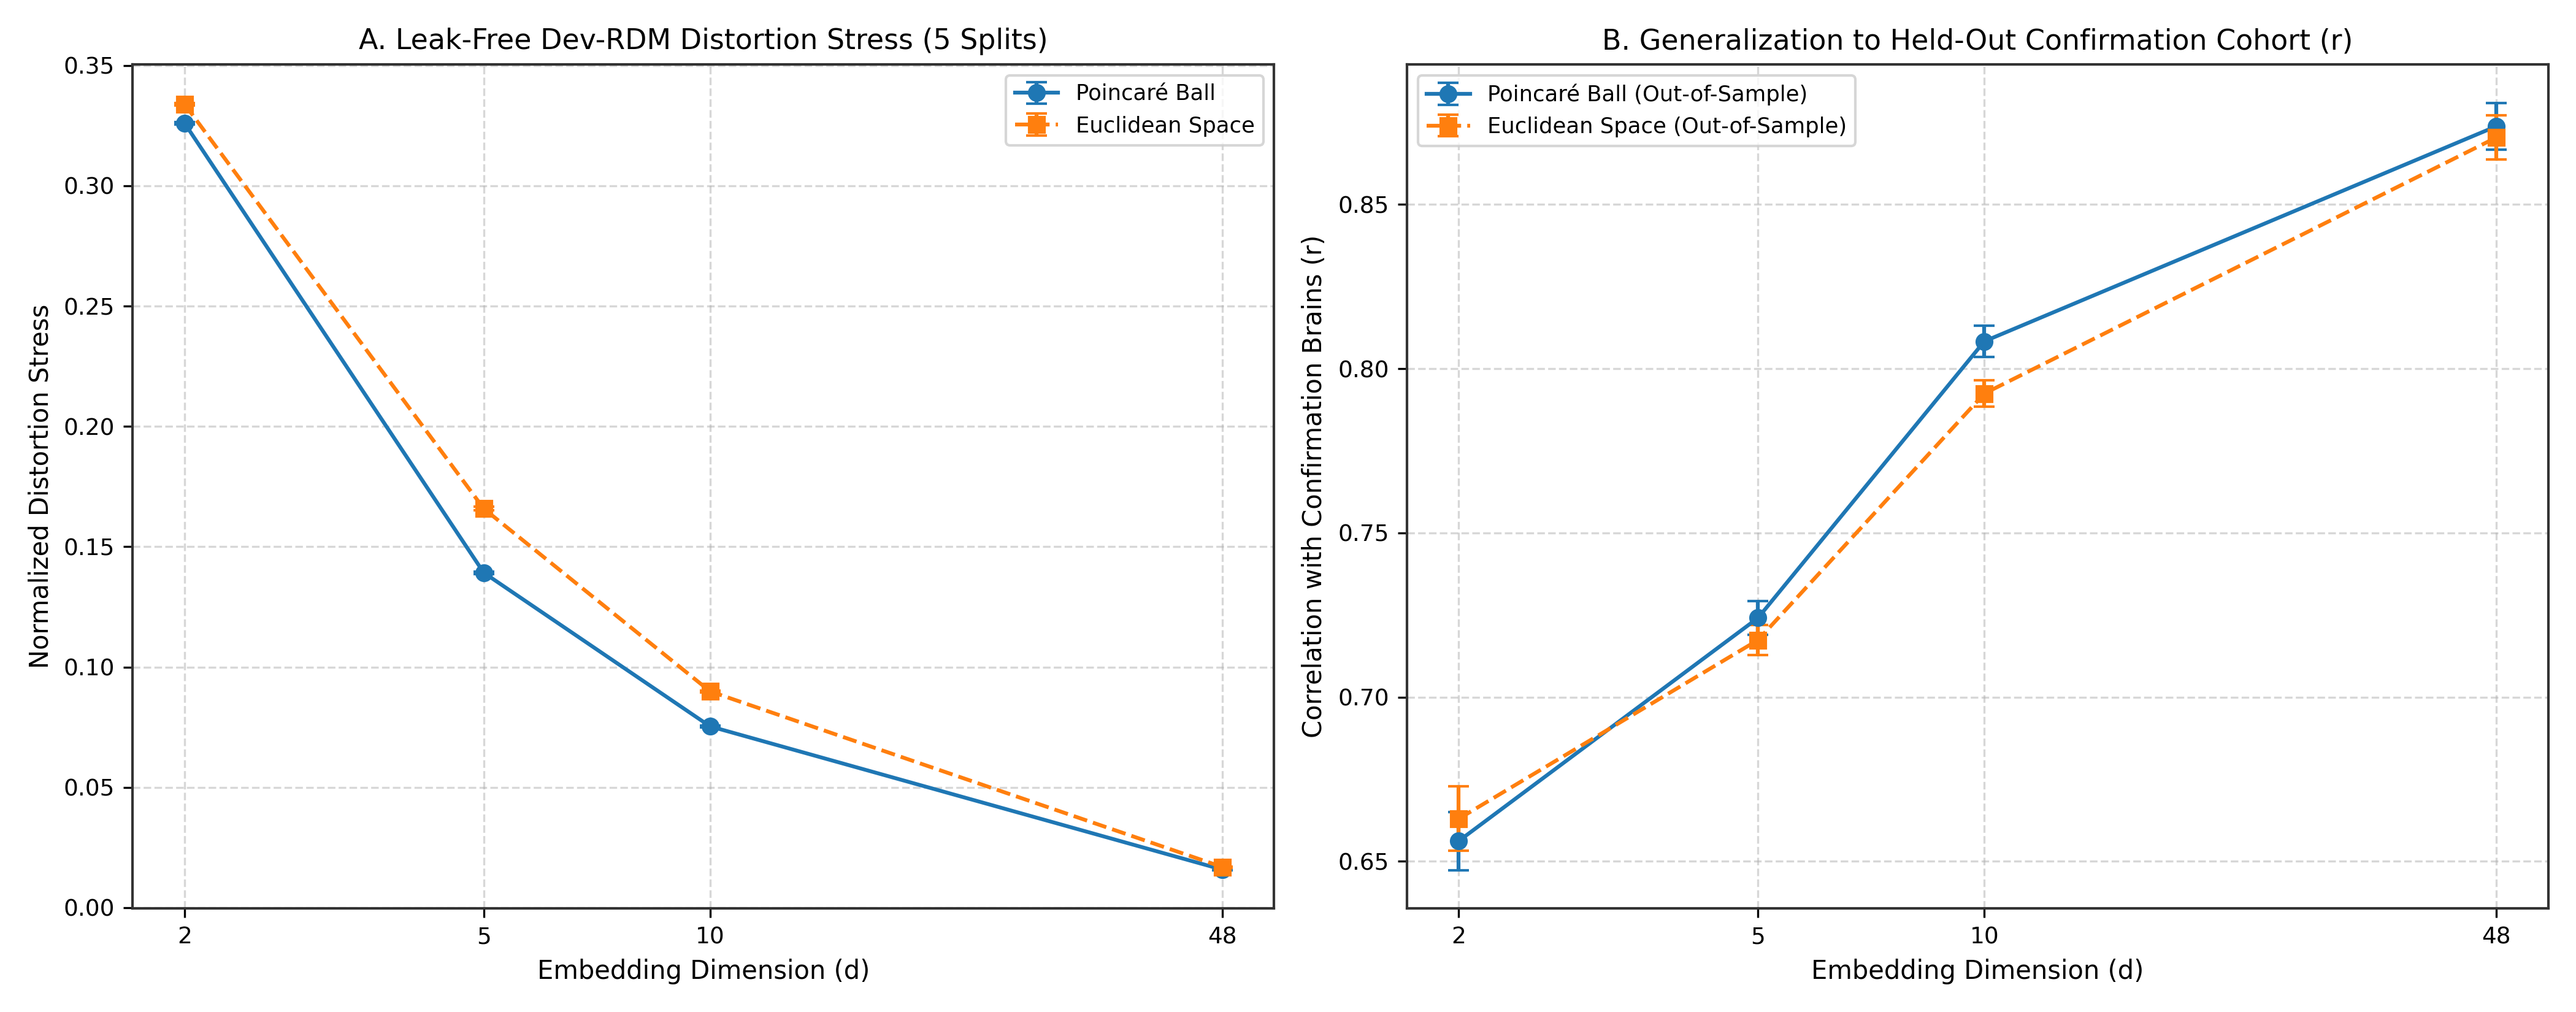 A. Leak-Free Dev-RDM Distortion Stress (5 Splits)
Normalized Distortion Stress
0.35
0.30
0.25
0.20
0.15
0.10
0.05
0.00
Poincaré Ball
Euclidean Space
2
5
10
48
Embedding Dimension (d)
B. Generalization to Held-Out Confirmation Cohort (r)
Correlation with Confirmation Brains (r)
0.85
0.80
0.75
0.70
0.65
Poincaré Ball (Out-of-Sample)
Euclidean Space (Out-of-Sample)
2
5
10
48
Embedding Dimension (d)